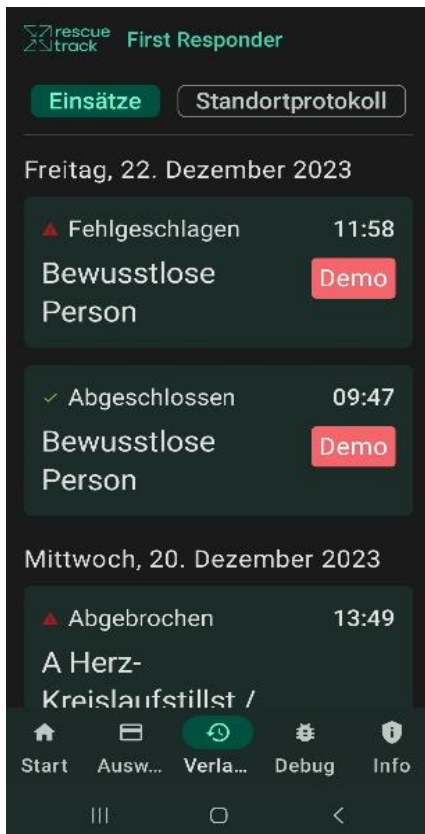 rescue
track
First Responder
Einsätze
Standortprotokoll
Freitag, 22. Dezember 2023
Fehlgeschlagen 11:58
Bewusstlose
Person
Demo
Abgeschlossen 09:47
Bewusstlose
Person
Demo
Mittwoch, 20. Dezember 2023
Abgebrochen 13:49
A Herz-
Kreislaufstillst /
Start Ausw... Verla... Debug Info